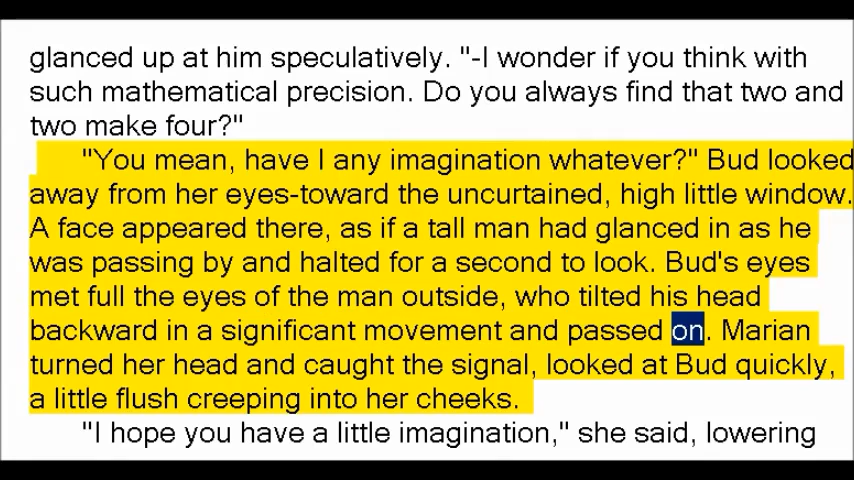 glanced up at him speculatively. "-I wonder if you think with
such mathematical precision. Do you always find that two and
two make four?"
"You mean, have I any imagination whatever?" Bud looked
away from her eyes-toward the uncurtained, high little window.
A face appeared there, as if a tall man had glanced in as he
was passing by and halted for a second to look. Bud's eyes
met full the eyes of the man outside, who tilted his head
backward in a significant movement and passed on. Marian
turned her head and caught the signal, looked at Bud quickly,
a little flush creeping into her cheeks.
"I hope you have a little imagination," she said, lowering